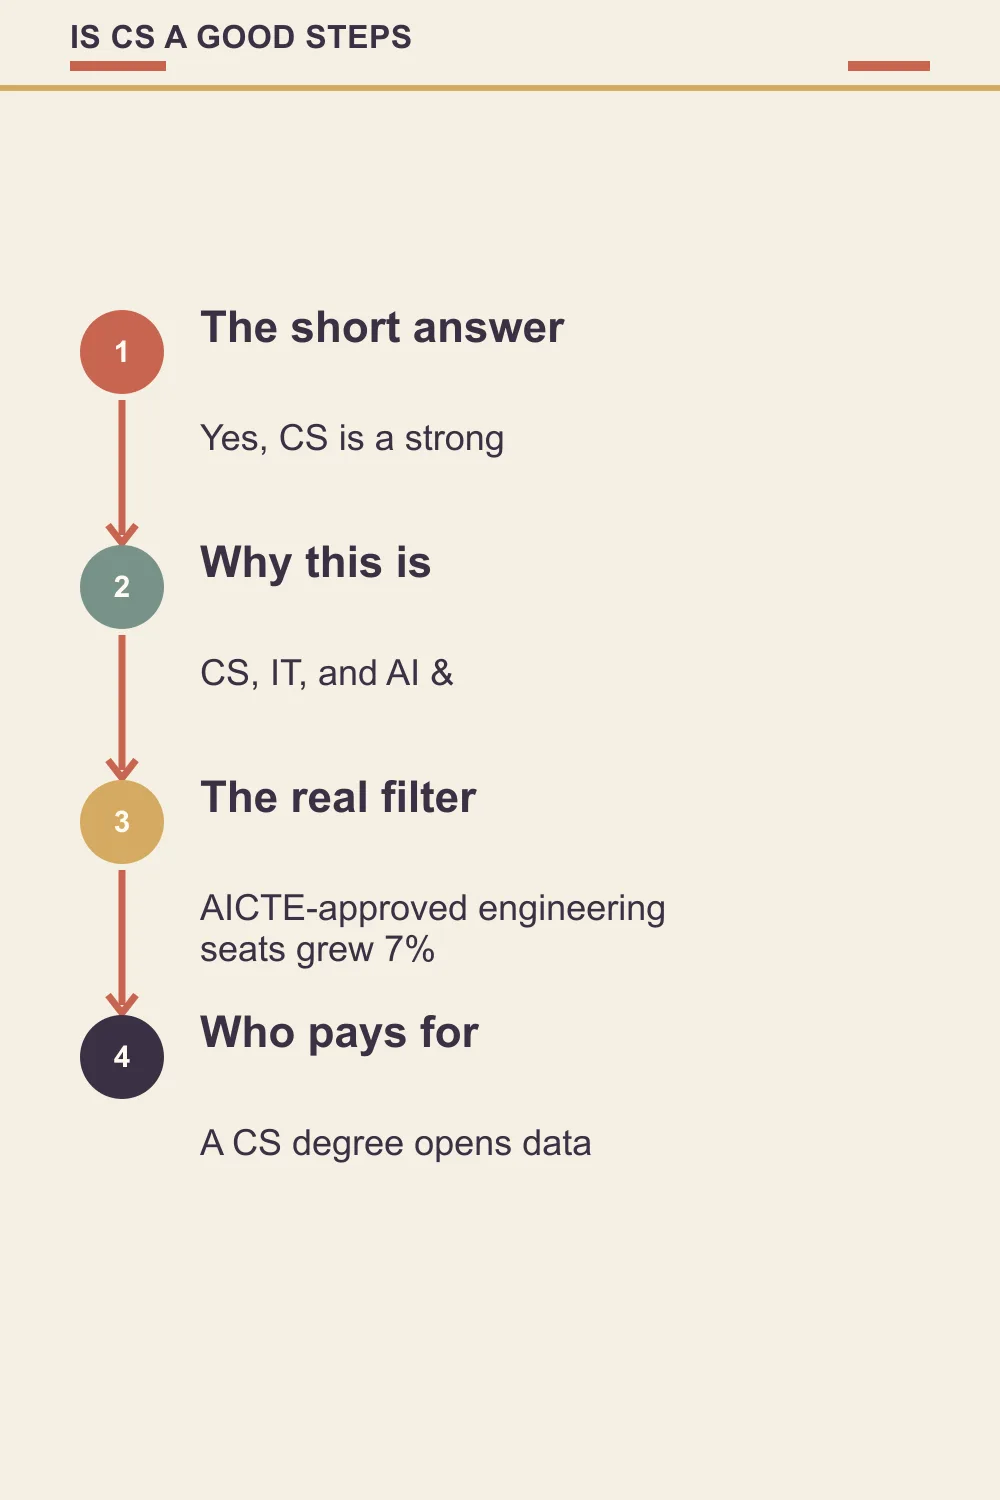 IS CS A GOOD STEPS
1
The short answer
Yes, CS is a strong
2
Why this is
CS, IT, and AI &
3
The real filter
AICTE-approved engineering
seats grew 7%
4
Who pays for
A CS degree opens data